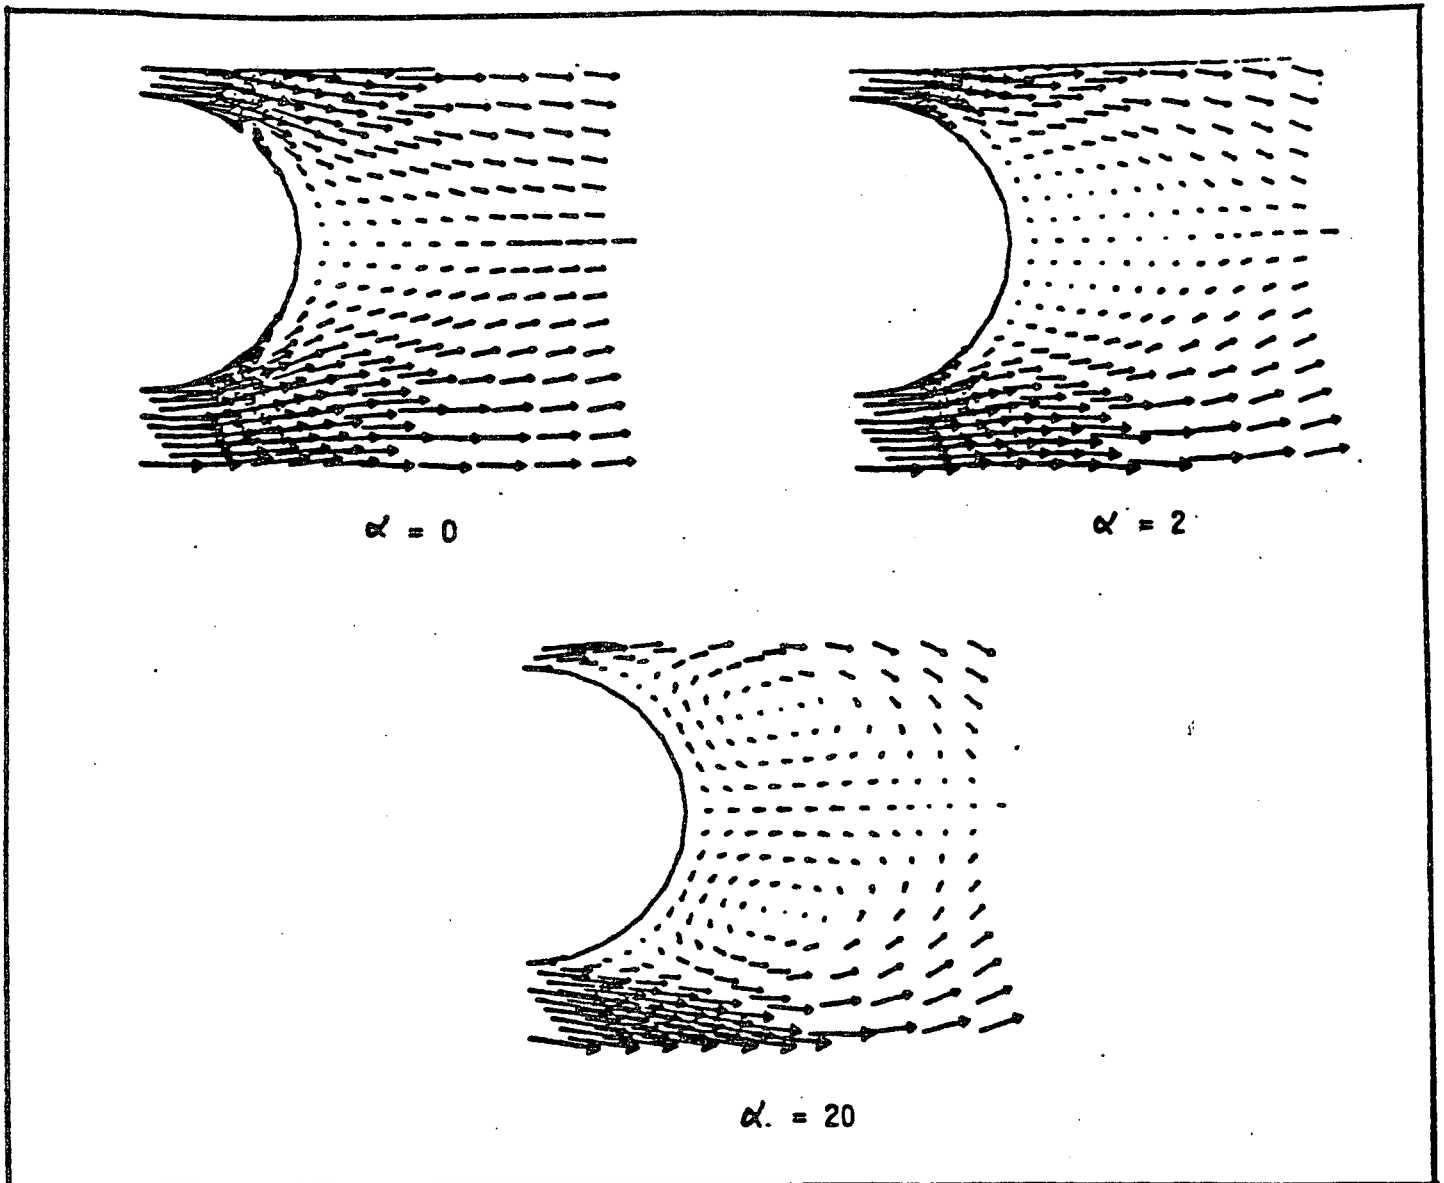 α = 0
α = 2
α. = 20